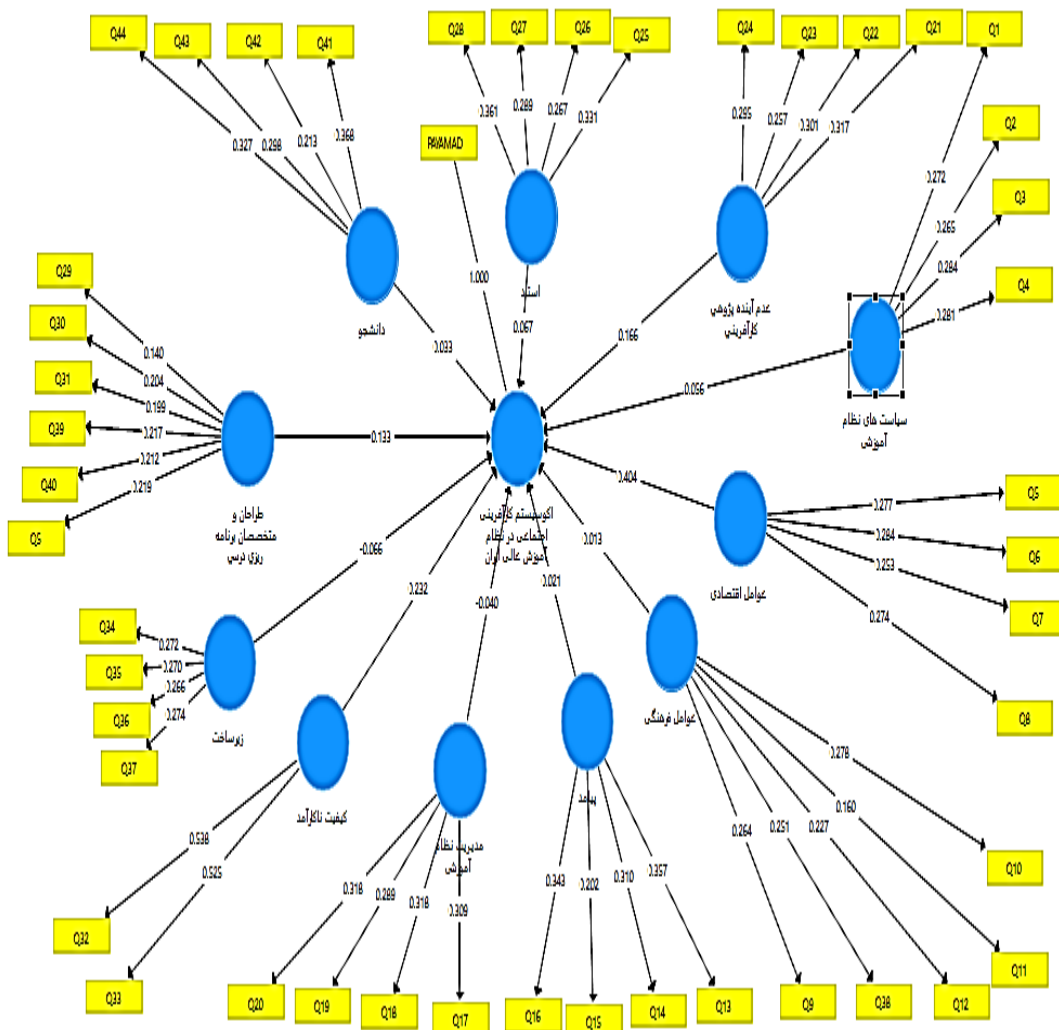 Q44
Q43
Q42
Q41
Q28
Q27
Q26
Q25
Q24
Q23
Q22
Q21
Q1
0.327
0.298
0.213
0.368
0.361
0.289
0.267
0.331
0.295
0.257
0.301
0.317
0.272
PAYAMAD
Q2
0.265
Q3
0.284
Q4
0.281
1.000
استاد
دانشجو
عدم آینده پژوهی
کارآفرینی
سیاست های نظام
آموزشی
0.033
0.067
0.166
0.056
Q29
Q30
Q31
Q39
Q40
Q5
0.140
0.204
0.199
0.217
0.212
0.219
0.133
طراحان و
متخصصان برنامه
ریزی درسی
اکوسیستم کارآفرینی
اجتماعی در نظام
آموزش عالی ایران
0.404
عوامل اقتصادی
0.277
0.284
0.253
0.274
Q5
Q6
Q7
Q8
-0.066
0.232
-0.040
0.021
0.013
Q34
Q35
Q36
Q37
0.272
0.270
0.266
0.274
زیرساخت
کیفیت ناکارآمد
مدیریت نظام
آموزشی
پیامد
عوامل فرهنگی
0.538
0.525
Q32
Q33
0.318
0.289
0.318
0.309
0.343
0.202
0.310
0.357
0.264
0.251
0.227
0.160
0.278
Q10
Q11
Q20
Q19
Q18
Q17
Q16
Q15
Q14
Q13
Q9
Q38
Q12